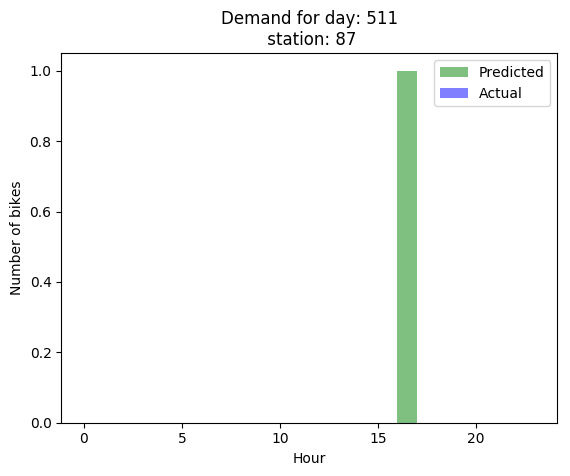 Demand for day: 511
station: 87
Predicted
Actual
Number of bikes
1.0
0.8
0.6
0.4
0.2
0.0
0 5 10 15 20
Hour